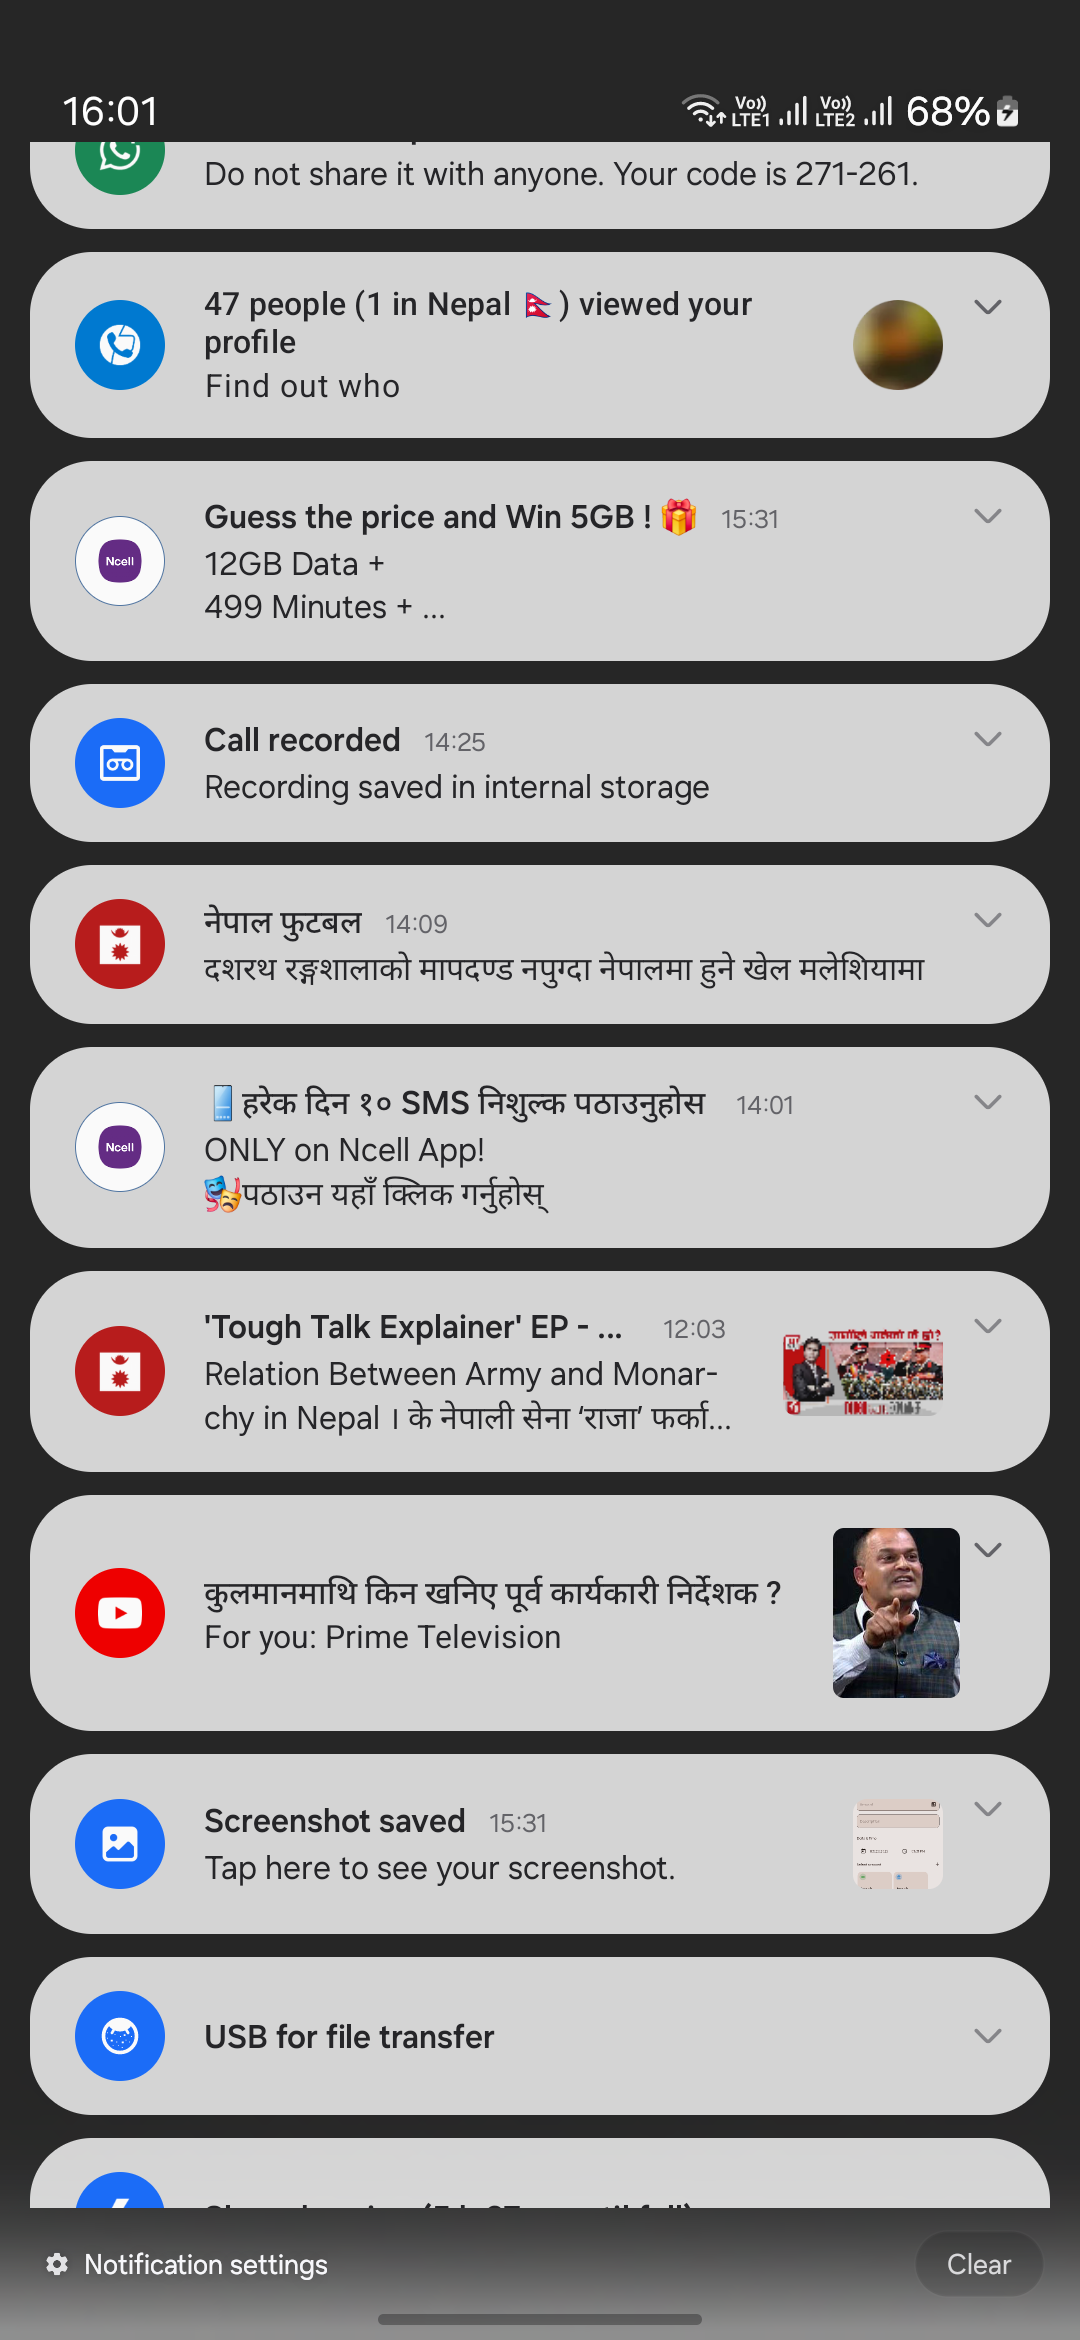 16:01
Vo)) LTE1 Vo)) LTE2 68%
Do not share it with anyone. Your code is 271-261.
47 people (1 in Nepal 🇳🇵) viewed your
profile
Find out who
Guess the price and Win 5GB ! 🎁 15:31
Ncell
12GB Data +
499 Minutes + ...
Call recorded 14:25
Recording saved in internal storage
नेपाल फुटबल 14:09
दशरथ रङ्गशालाको मापदण्ड नपुग्दा नेपालमा हुने खेल मलेशियामा
📱हरेक दिन १० SMS निशुल्क पठाउनुहोस 14:01
Ncell
ONLY on Ncell App!
🎭पठाउन यहाँ क्लिक गर्नुहोस्
'Tough Talk Explainer' EP - ... 12:03
Relation Between Army and Monar-
chy in Nepal । के नेपाली सेना ‘राजा’ फर्का...
कुलमानमाथि किन खनिए पूर्व कार्यकारी निर्देशक ?
For you: Prime Television
Screenshot saved 15:31
Tap here to see your screenshot.
USB for file transfer
Notification settings
Clear